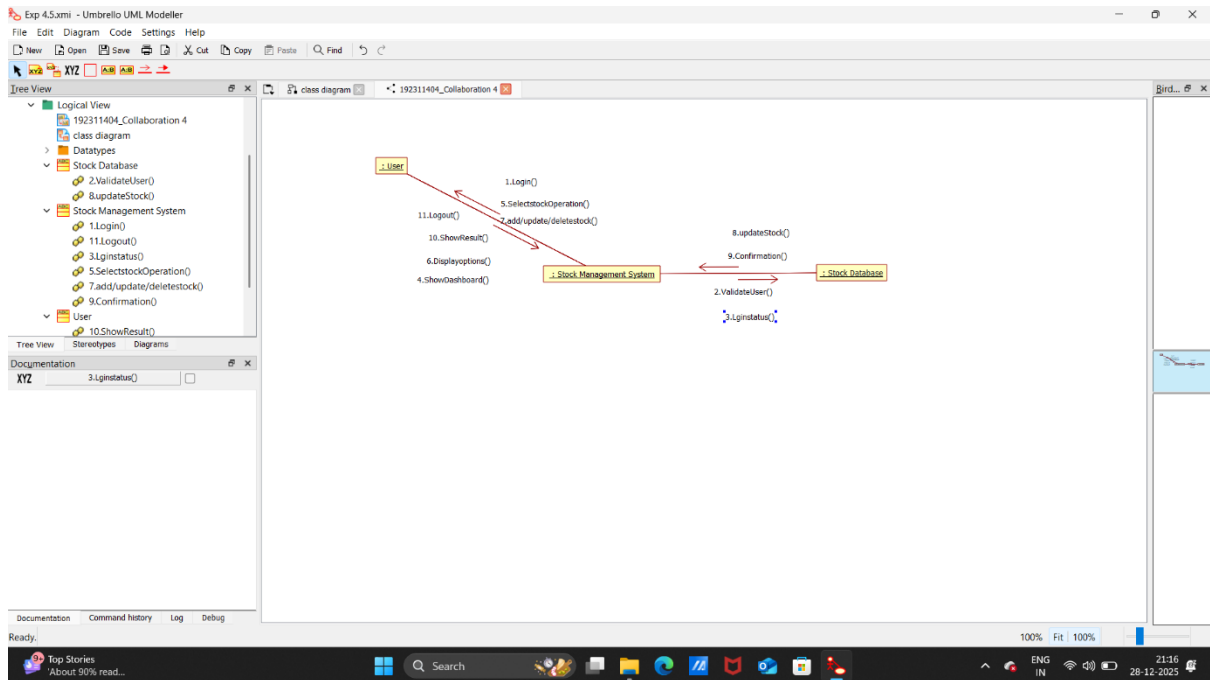 Exp 4.5.xmi - Umbrello UML Modeller
File Edit Diagram Code Settings Help
New Open Save Cut Copy Paste Find
XYZ XYZ A:B A:B
Tree View
class diagram 192311404_Collaboration 4
Bird...
Logical View
192311404_Collaboration 4
class diagram
Datatypes
Stock Database
2.ValidateUser()
8.updateStock()
Stock Management System
1.Login()
11.Logout()
3.Lginstatus()
5.SelectstockOperation()
7.add/update/deletestock()
9.Confirmation()
User
10.ShowResult()
Tree View Stereotypes Diagrams
Documentation
XYZ 3.Lginstatus()
: User
1.Login()
5.SelectstockOperation()
11.Logout()
7.add/update/deletestock()
10.ShowResult()
6.Displayoptions()
4.ShowDashboard()
: Stock Management System
8.updateStock()
9.Confirmation()
: Stock Database
2.ValidateUser()
3.Lginstatus()
Documentation Command history Log Debug
Ready.
100% Fit 100%
9+
Top Stories
'About 90% read...
Search
ENG
IN
21:16
28-12-2025